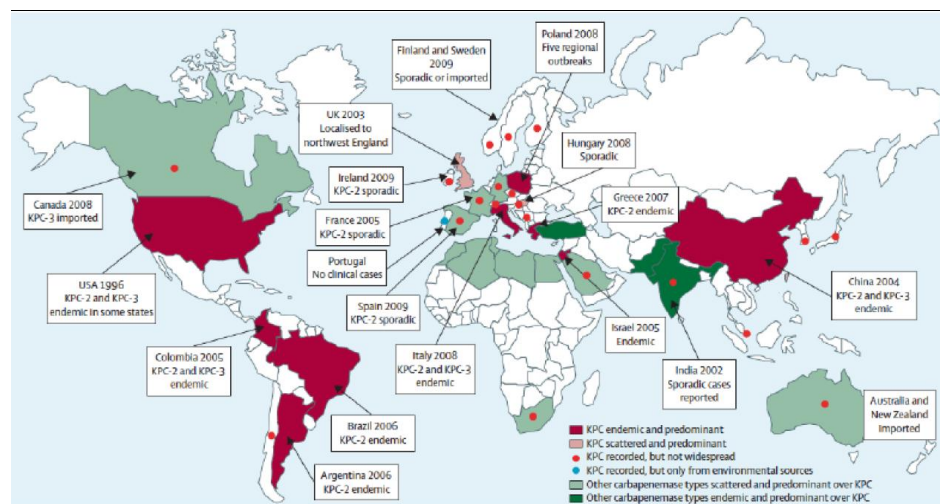 Poland 2008
Five regional
outbreaks
Finland and Sweden
2009
Sporadic or imported
UK 2003
Localised to
northwest England
Hungary 2008
Sporadic
Ireland 2009
KPC-2 sporadic
Greece 2007
KPC-2 endemic
Canada 2008
KPC-3 imported
France 2005
KPC-2 sporadic
Portugal
No clinical cases
USA 1996
KPC-2 and KPC-3
endemic in some states
China 2004
KPC-2 and KPC-3
endemic
Spain 2009
KPC-2 sporadic
Israel 2005
Endemic
Colombia 2005
KPC-2 and KPC-3
endemic
Italy 2008
KPC-2 and KPC-3
endemic
India 2002
Sporadic cases
reported
Australia and
New Zealand
Imported
Brazil 2006
KPC-2 endemic
Argentina 2006
KPC-2 endemic
KPC endemic and predominant
KPC scattered and predominant
KPC recorded, but not widespread
KPC recorded, but only from environmental sources
Other carbapenemase types scattered and predominant over KPC
Other carbapenemase types endemic and predominant over KPC